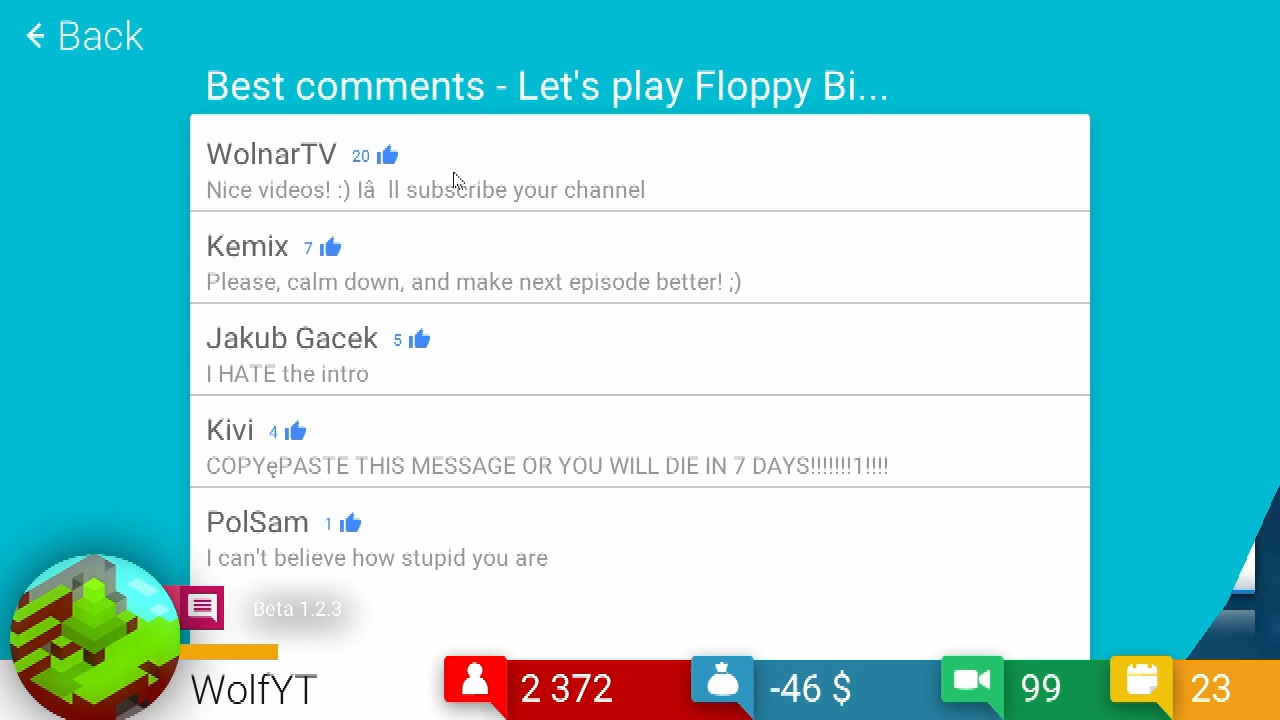 Back
Best comments - Let's play Floppy Bi...
WolnarTV 20
Nice videos! :) Iâ  ll subscribe your channel
Kemix 7
Please, calm down, and make next episode better! ;)
Jakub Gacek 5
I HATE the intro
Kivi 4
COPYęPASTE THIS MESSAGE OR YOU WILL DIE IN 7 DAYS!!!!!!!1!!!!
PolSam 1
I can't believe how stupid you are
Beta 1.2.3
WolfYT 2 372 -46 $ 99 23